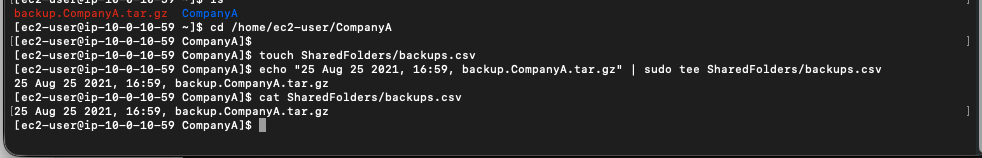 [ec2-user@ip-10-0-10-59 ~]$ ls
backup.CompanyA.tar.gz CompanyA
[ec2-user@ip-10-0-10-59 ~]$ cd /home/ec2-user/CompanyA
[[ec2-user@ip-10-0-10-59 CompanyA]$ ]
[ec2-user@ip-10-0-10-59 CompanyA]$ touch SharedFolders/backups.csv
[ec2-user@ip-10-0-10-59 CompanyA]$ echo "25 Aug 25 2021, 16:59, backup.CompanyA.tar.gz" | sudo tee SharedFolders/backups.csv
25 Aug 25 2021, 16:59, backup.CompanyA.tar.gz
[ec2-user@ip-10-0-10-59 CompanyA]$ cat SharedFolders/backups.csv
[25 Aug 25 2021, 16:59, backup.CompanyA.tar.gz ]
[ec2-user@ip-10-0-10-59 CompanyA]$